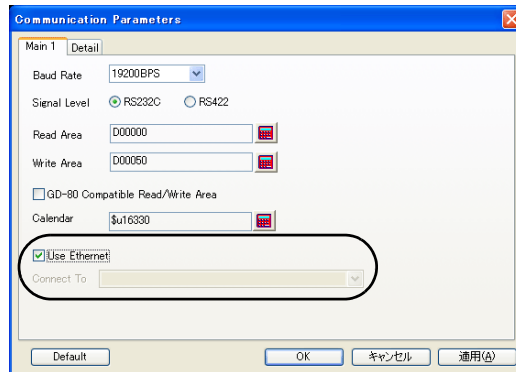 Communication Parameters
Main 1 Detail
Baud Rate 19200BPS
Signal Level RS232C RS422
Read Area D00000
Write Area D00050
GD-80 Compatible Read/Write Area
Calendar $u16330
Use Ethernet
Connect To
Default OK キャンセル 適用(A)